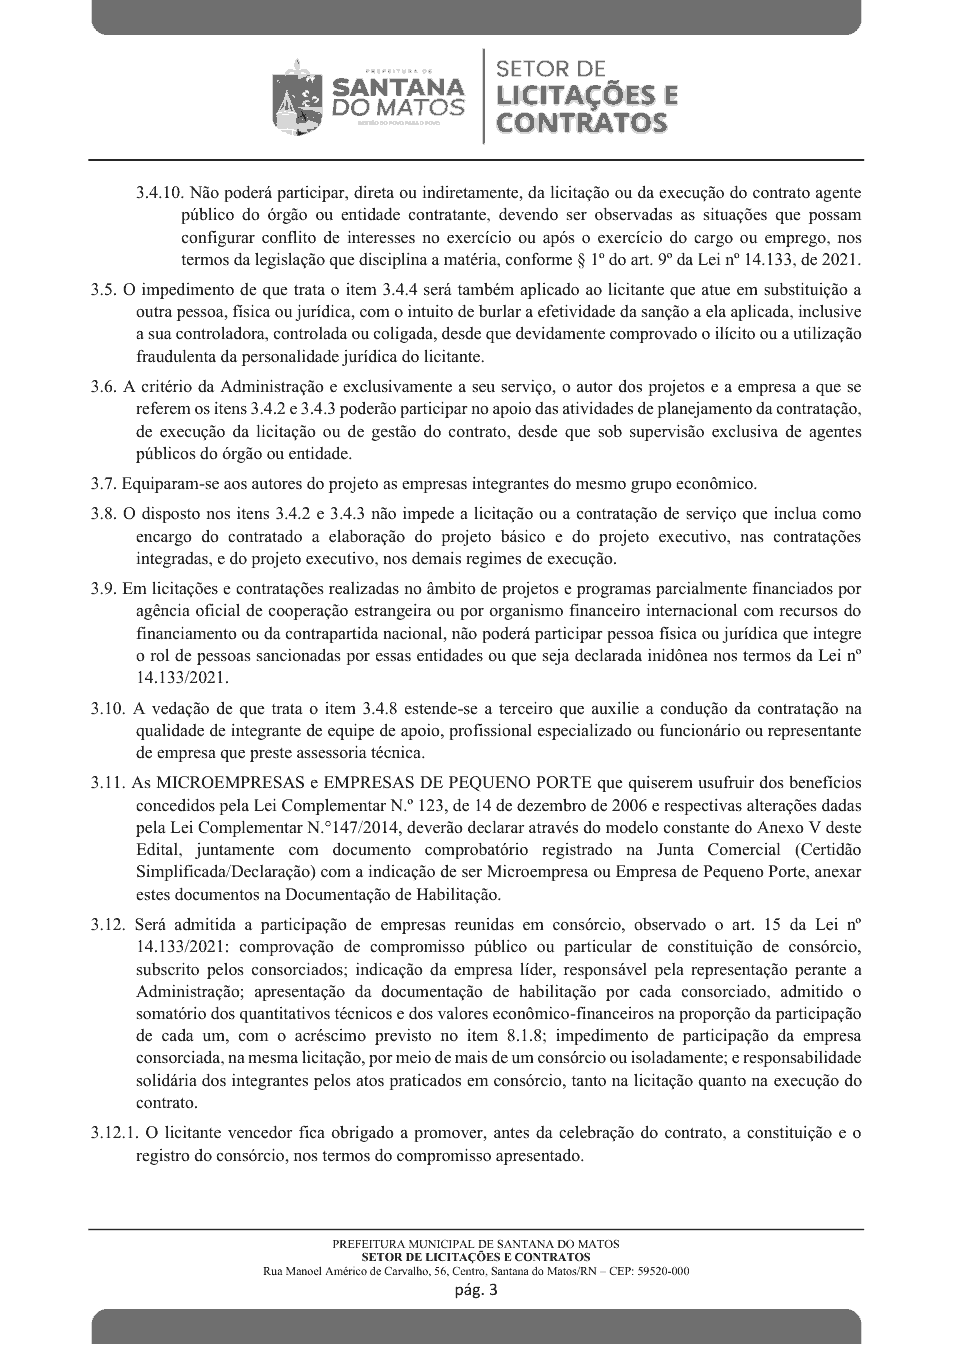 PREFEITURA DE
SANTANA
DO MATOS
GESTÃO DO POVO PARA O POVO
SETOR DE
LICITAÇÕES E
CONTRATOS
3.4.10. Não poderá participar, direta ou indiretamente, da licitação ou da execução do contrato agente
público do órgão ou entidade contratante, devendo ser observadas as situações que possam
configurar conflito de interesses no exercício ou após o exercício do cargo ou emprego, nos
termos da legislação que disciplina a matéria, conforme § 1º do art. 9º da Lei nº 14.133, de 2021.
3.5. O impedimento de que trata o item 3.4.4 será também aplicado ao licitante que atue em substituição a
outra pessoa, física ou jurídica, com o intuito de burlar a efetividade da sanção a ela aplicada, inclusive
a sua controladora, controlada ou coligada, desde que devidamente comprovado o ilícito ou a utilização
fraudulenta da personalidade jurídica do licitante.
3.6. A critério da Administração e exclusivamente a seu serviço, o autor dos projetos e a empresa a que se
referem os itens 3.4.2 e 3.4.3 poderão participar no apoio das atividades de planejamento da contratação,
de execução da licitação ou de gestão do contrato, desde que sob supervisão exclusiva de agentes
públicos do órgão ou entidade.
3.7. Equiparam-se aos autores do projeto as empresas integrantes do mesmo grupo econômico.
3.8. O disposto nos itens 3.4.2 e 3.4.3 não impede a licitação ou a contratação de serviço que inclua como
encargo do contratado a elaboração do projeto básico e do projeto executivo, nas contratações
integradas, e do projeto executivo, nos demais regimes de execução.
3.9. Em licitações e contratações realizadas no âmbito de projetos e programas parcialmente financiados por
agência oficial de cooperação estrangeira ou por organismo financeiro internacional com recursos do
financiamento ou da contrapartida nacional, não poderá participar pessoa física ou jurídica que integre
o rol de pessoas sancionadas por essas entidades ou que seja declarada inidônea nos termos da Lei nº
14.133/2021.
3.10. A vedação de que trata o item 3.4.8 estende-se a terceiro que auxilie a condução da contratação na
qualidade de integrante de equipe de apoio, profissional especializado ou funcionário ou representante
de empresa que preste assessoria técnica.
3.11. As MICROEMPRESAS e EMPRESAS DE PEQUENO PORTE que quiserem usufruir dos benefícios
concedidos pela Lei Complementar N.º 123, de 14 de dezembro de 2006 e respectivas alterações dadas
pela Lei Complementar N.°147/2014, deverão declarar através do modelo constante do Anexo V deste
Edital, juntamente com documento comprobatório registrado na Junta Comercial (Certidão
Simplificada/Declaração) com a indicação de ser Microempresa ou Empresa de Pequeno Porte, anexar
estes documentos na Documentação de Habilitação.
3.12. Será admitida a participação de empresas reunidas em consórcio, observado o art. 15 da Lei nº
14.133/2021: comprovação de compromisso público ou particular de constituição de consórcio,
subscrito pelos consorciados; indicação da empresa líder, responsável pela representação perante a
Administração; apresentação da documentação de habilitação por cada consorciado, admitido o
somatório dos quantitativos técnicos e dos valores econômico-financeiros na proporção da participação
de cada um, com o acréscimo previsto no item 8.1.8; impedimento de participação da empresa
consorciada, na mesma licitação, por meio de mais de um consórcio ou isoladamente; e responsabilidade
solidária dos integrantes pelos atos praticados em consórcio, tanto na licitação quanto na execução do
contrato.
3.12.1. O licitante vencedor fica obrigado a promover, antes da celebração do contrato, a constituição e o
registro do consórcio, nos termos do compromisso apresentado.
PREFEITURA MUNICIPAL DE SANTANA DO MATOS
SETOR DE LICITAÇÕES E CONTRATOS
Rua Manoel Américo de Carvalho, 56, Centro, Santana do Matos/RN – CEP: 59520-000
pág. 3